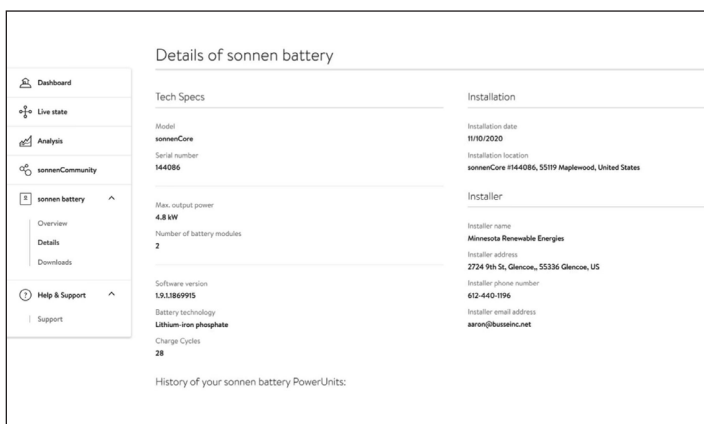 Details of sonnen battery
Dashboard
Live state
Analysis
sonnenCommunity
sonnen battery
Overview
Details
Downloads
Help & Support
Support
Tech Specs
Model
sonnenCore
Serial number
144086
Max. output power
4.8 kW
Number of battery modules
2
Software version
1.9.1.1869915
Battery technology
Lithium-iron phosphate
Charge Cycles
28
History of your sonnen battery PowerUnits:
Installation
Installation date
11/10/2020
Installation location
sonnenCore #144086, 55119 Maplewood, United States
Installer
Installer name
Minnesota Renewable Energies
Installer address
2724 9th St, Glencoe,, 55336 Glencoe, US
Installer phone number
612-440-1196
Installer email address
aaron@busseinc.net